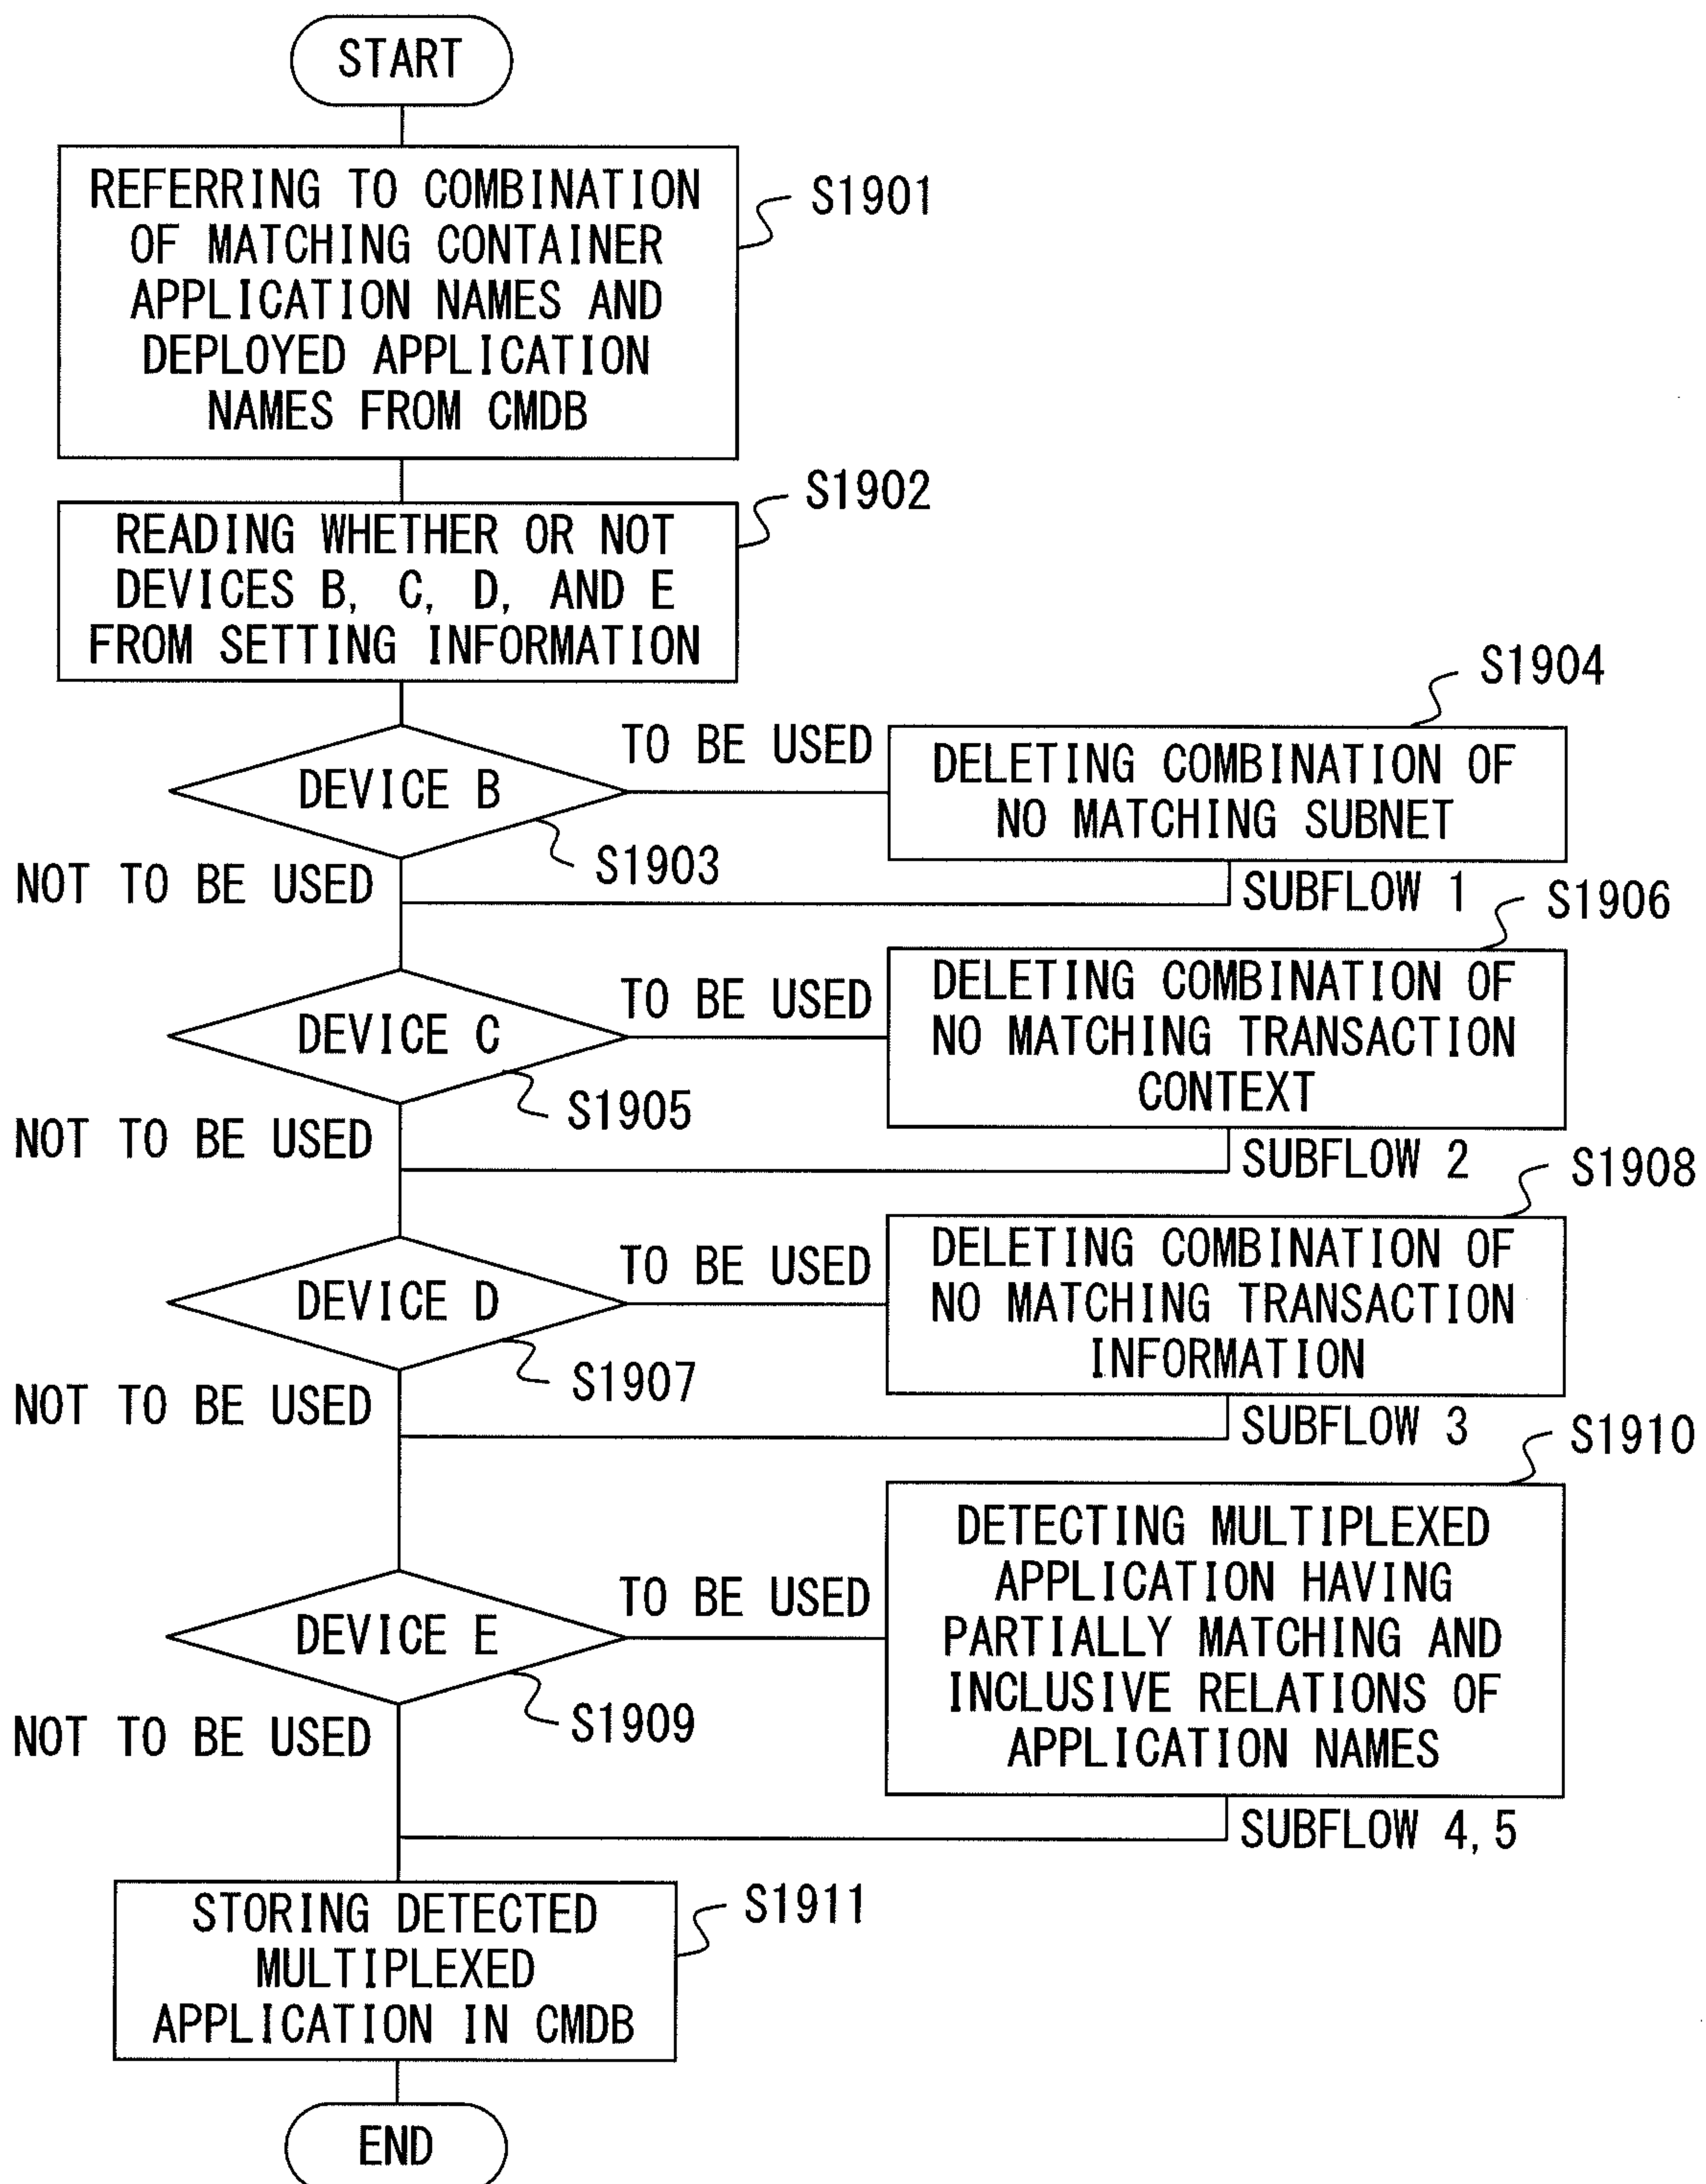 START
REFERRING TO COMBINATION
OF MATCHING CONTAINER
APPLICATION NAMES AND
DEPLOYED APPLICATION
NAMES FROM CMDB
S1901
READING WHETHER OR NOT
DEVICES B, C, D, AND E
FROM SETTING INFORMATION
S1902
DEVICE B
S1903
TO BE USED
NOT TO BE USED
DELETING COMBINATION OF
NO MATCHING SUBNET
S1904
SUBFLOW 1
DEVICE C
S1905
TO BE USED
NOT TO BE USED
DELETING COMBINATION OF
NO MATCHING TRANSACTION
CONTEXT
S1906
SUBFLOW 2
DEVICE D
S1907
TO BE USED
NOT TO BE USED
DELETING COMBINATION OF
NO MATCHING TRANSACTION
INFORMATION
S1908
SUBFLOW 3
DEVICE E
S1909
TO BE USED
NOT TO BE USED
DETECTING MULTIPLEXED
APPLICATION HAVING
PARTIALLY MATCHING AND
INCLUSIVE RELATIONS OF
APPLICATION NAMES
S1910
SUBFLOW 4, 5
STORING DETECTED
MULTIPLEXED
APPLICATION IN CMDB
S1911
END